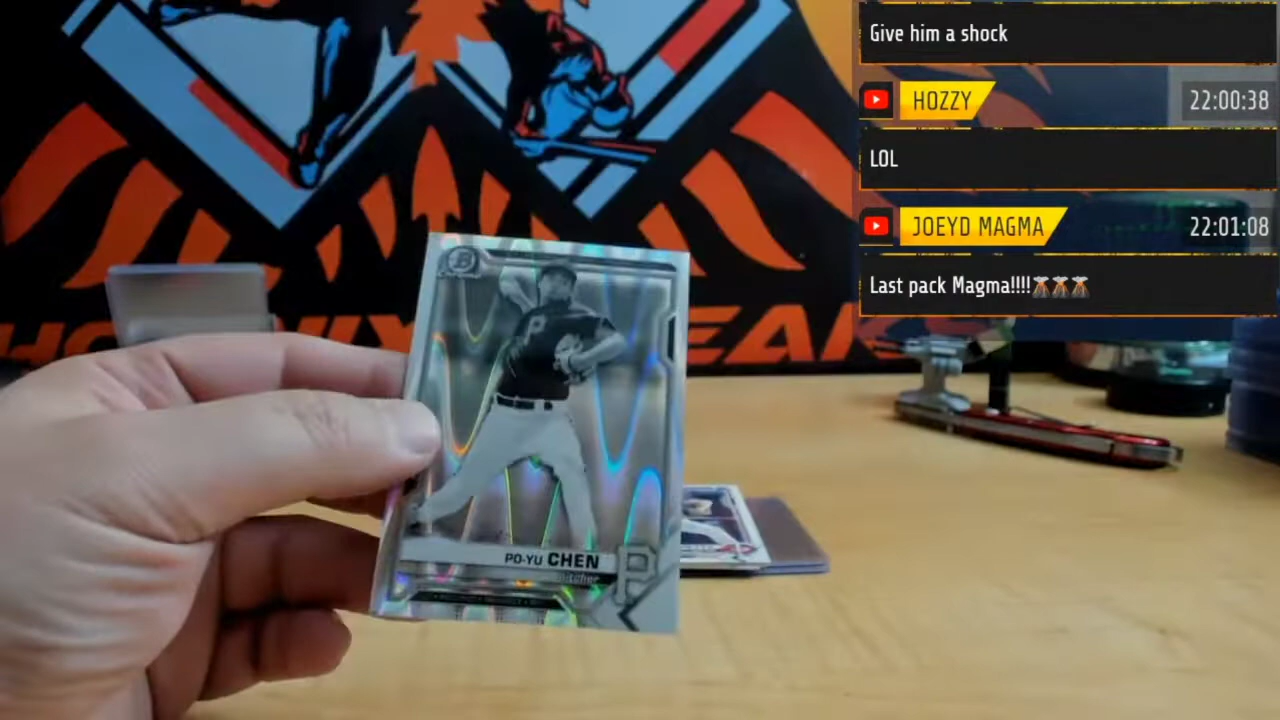 Give him a shock
HOZZY
22:00:38
LOL
JOEYD MAGMA
22:01:08
Last pack Magma!!!!🌋🌋🌋
P
PO-YU CHEN
Pitcher
P